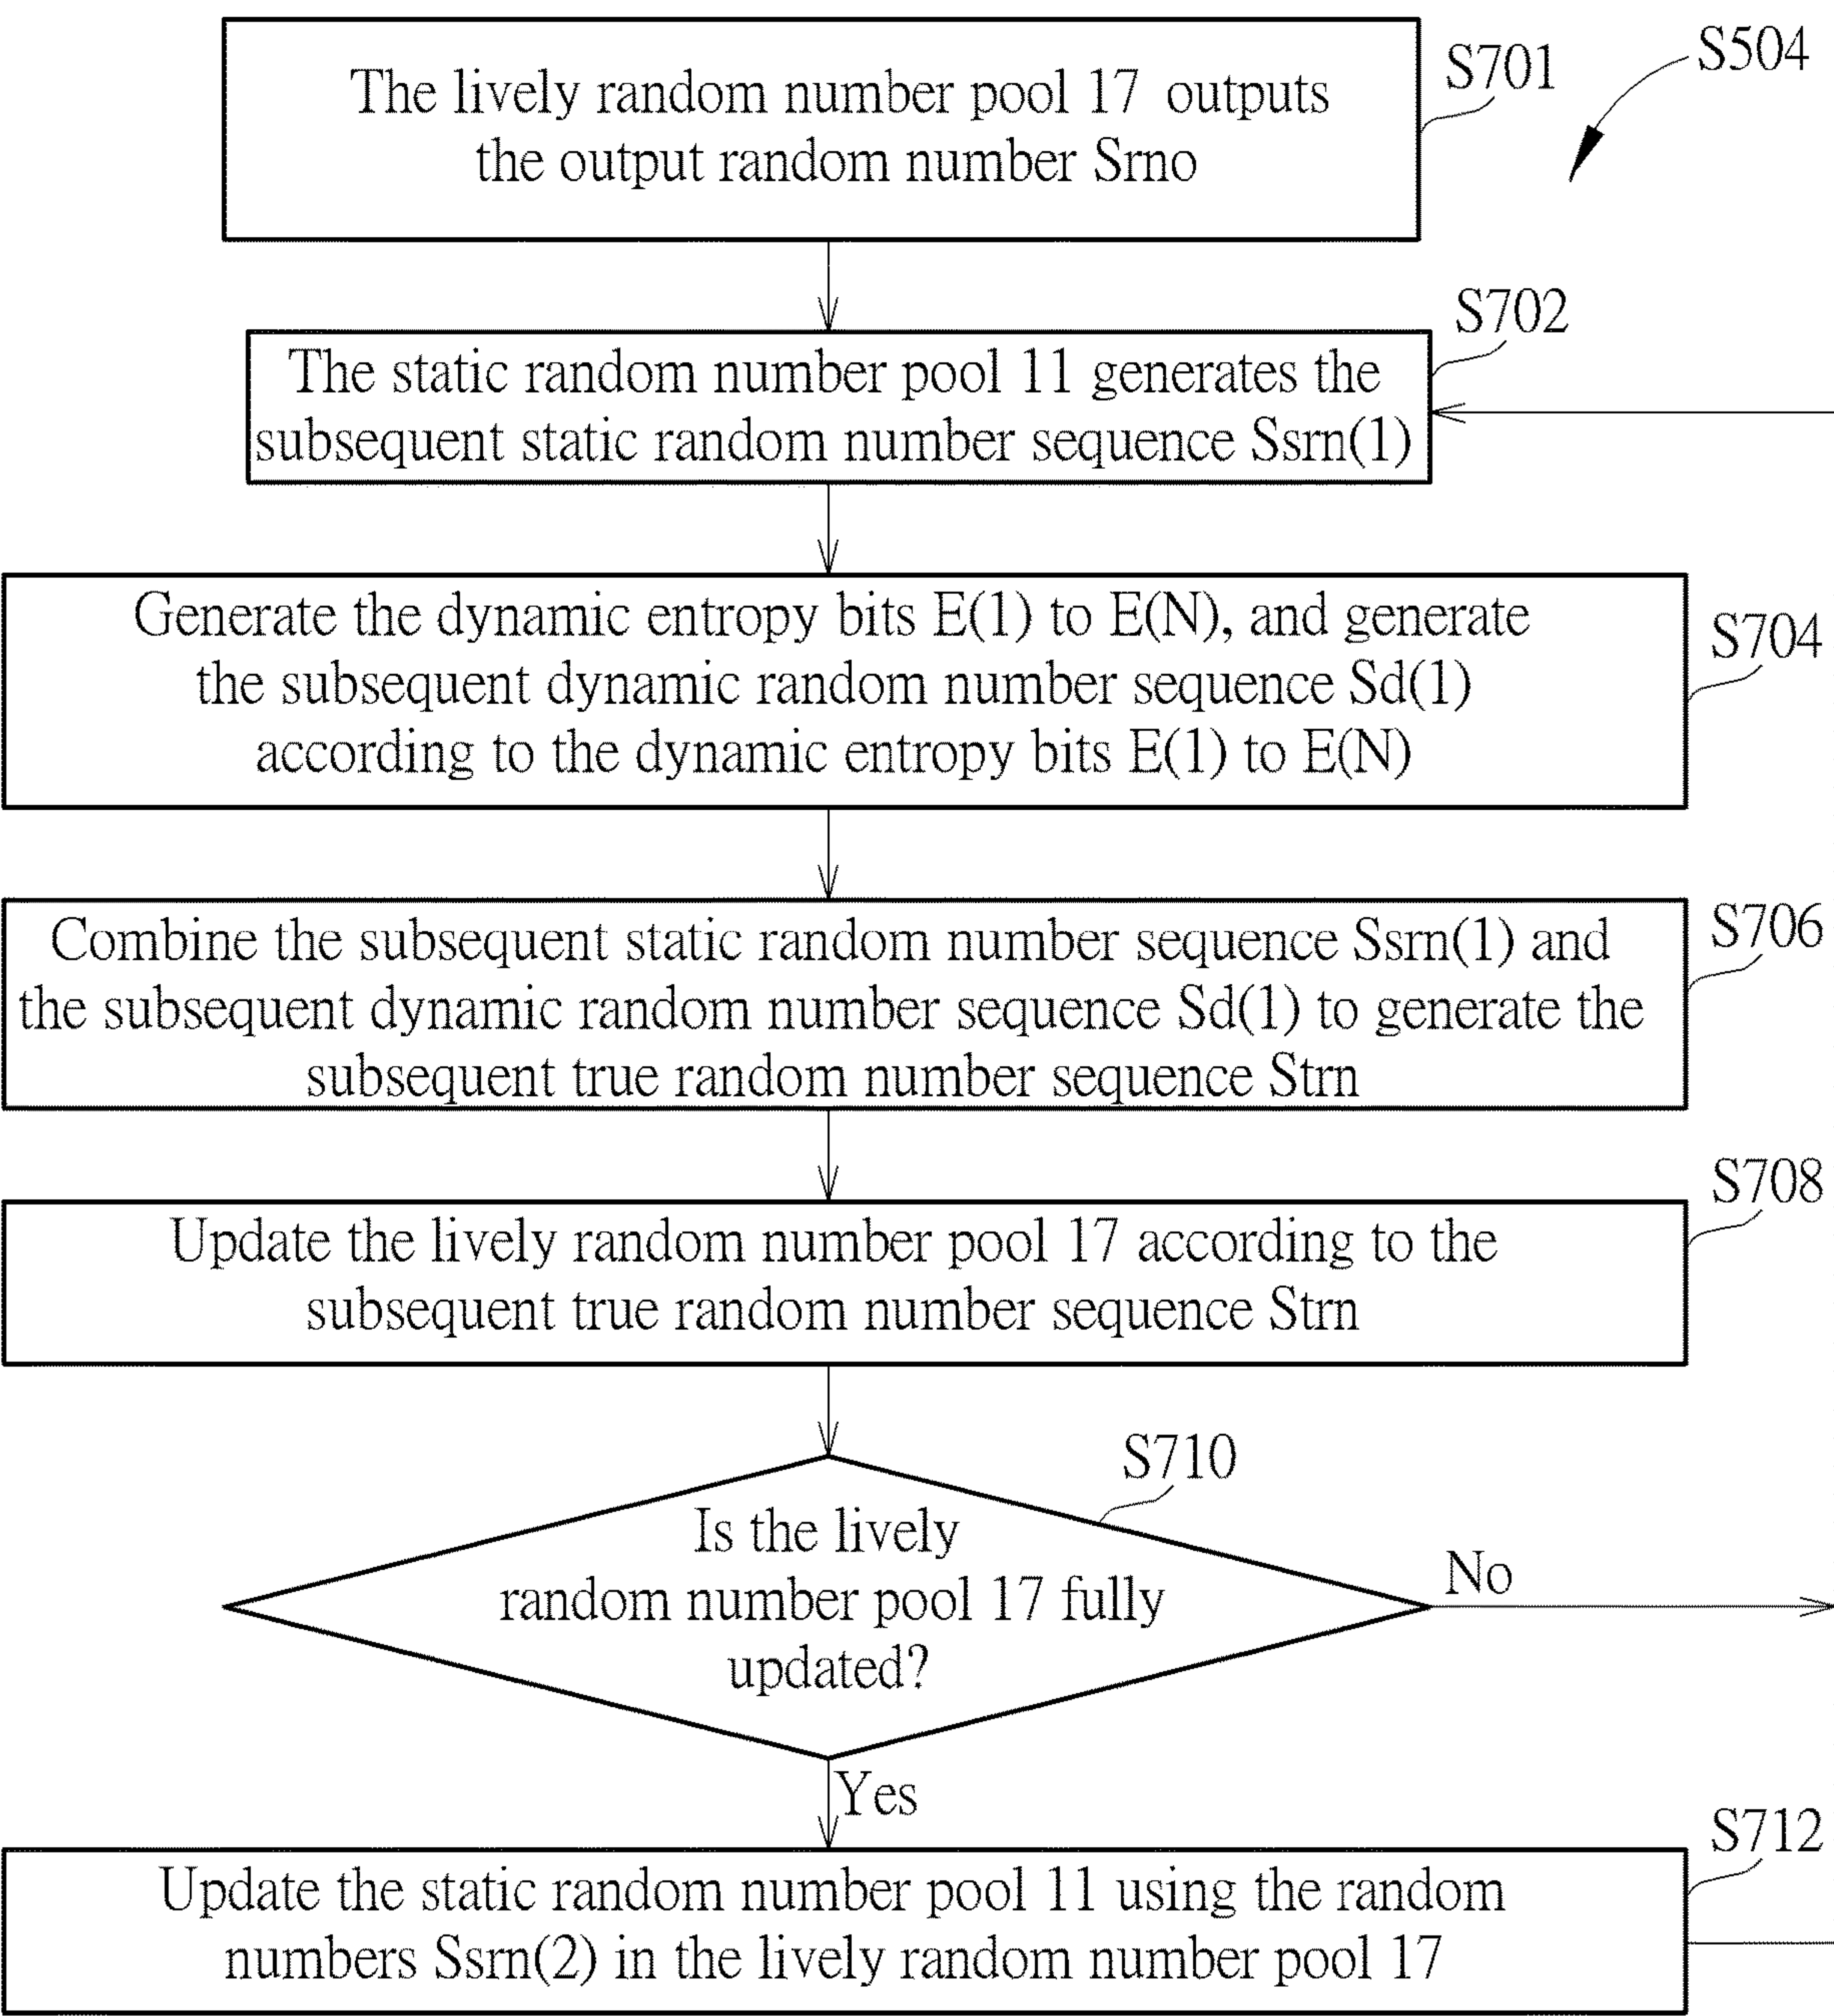 S504
The lively random number pool 17 outputs
the output random number Srno
S701
S702
The static random number pool 11 generates the
subsequent static random number sequence Ssrn(1)
Generate the dynamic entropy bits E(1) to E(N), and generate
the subsequent dynamic random number sequence Sd(1)
according to the dynamic entropy bits E(1) to E(N)
S704
Combine the subsequent static random number sequence Ssrn(1) and
the subsequent dynamic random number sequence Sd(1) to generate the
subsequent true random number sequence Strn
S706
S708
Update the lively random number pool 17 according to the
subsequent true random number sequence Strn
S710
Is the lively
random number pool 17 fully
updated?
No
Yes
S712
Update the static random number pool 11 using the random
numbers Ssrn(2) in the lively random number pool 17